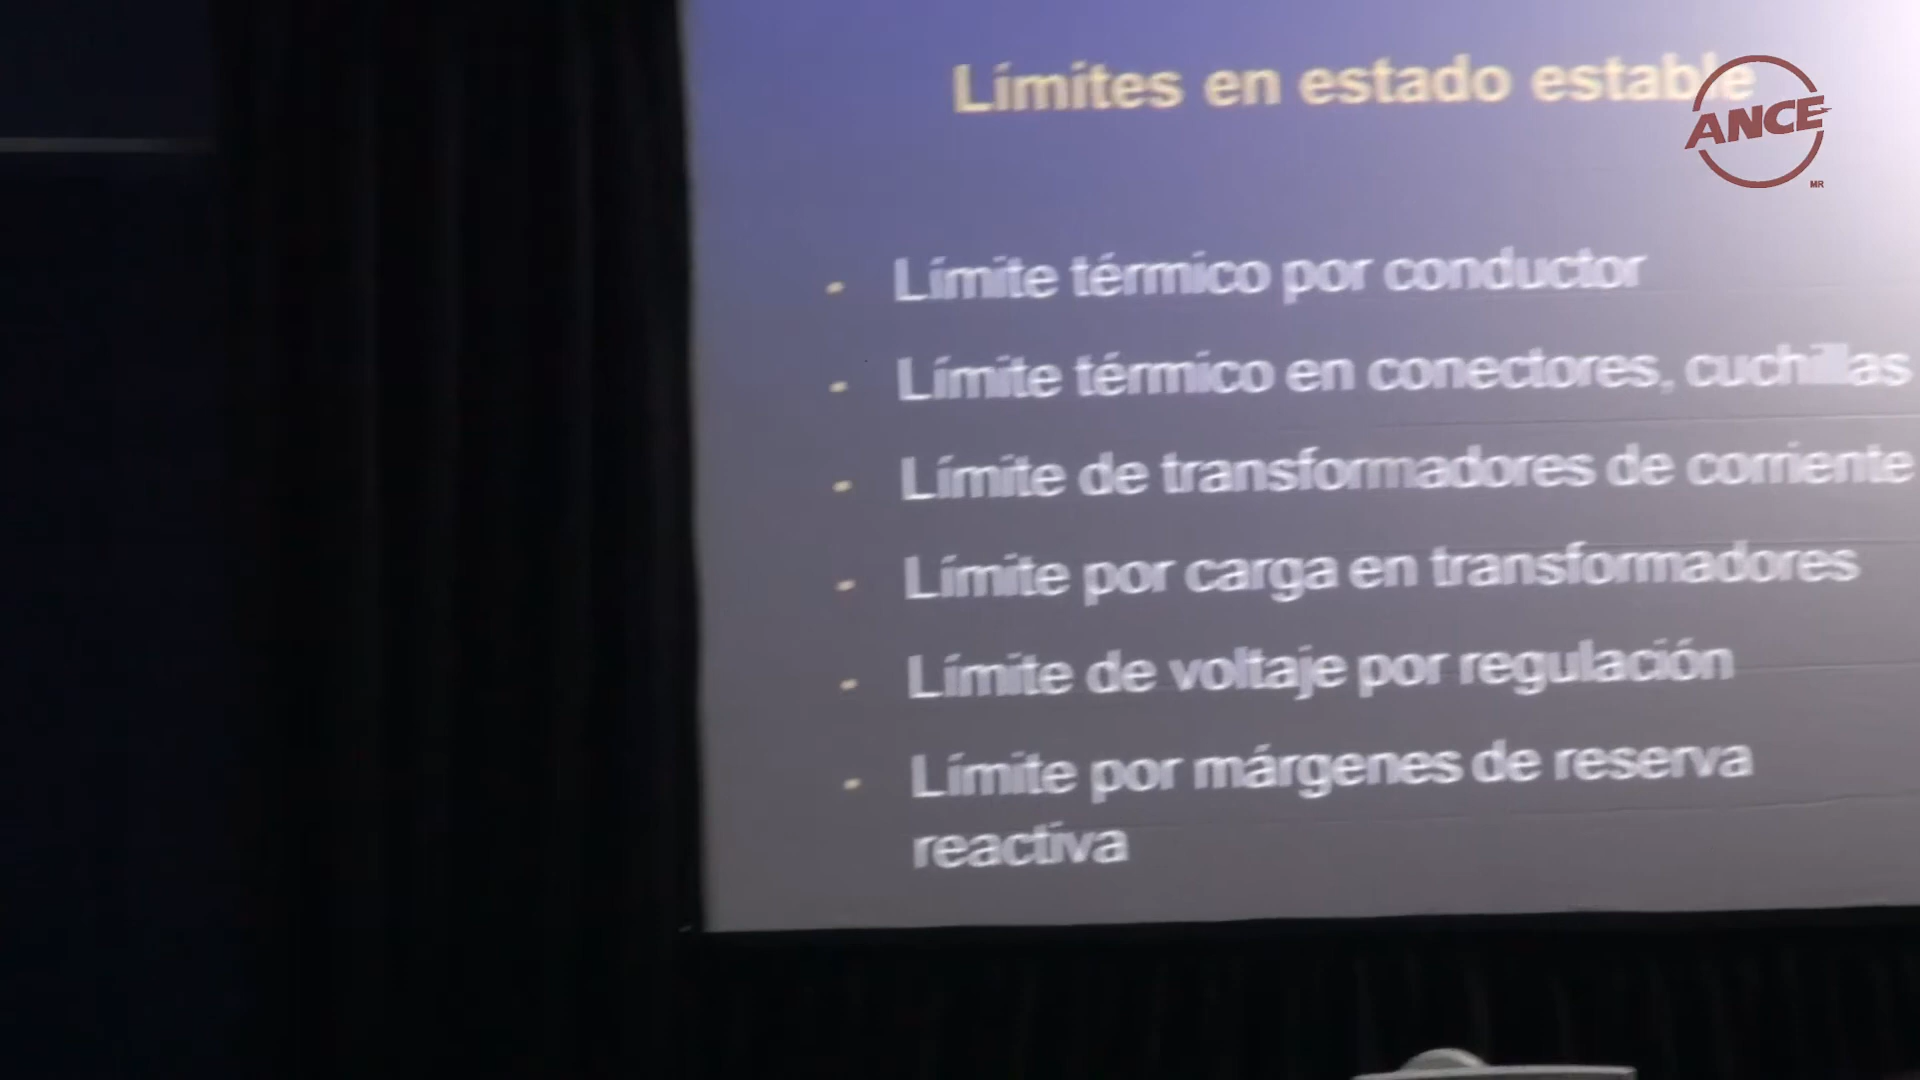 Límites en estado estable
ANCE
MR
- Límite térmico por conductor
- Límite térmico en conectores, cuchillas
- Límite de transformadores de corriente
- Límite por carga en transformadores
- Límite de voltaje por regulación
- Límite por márgenes de reserva
reactiva